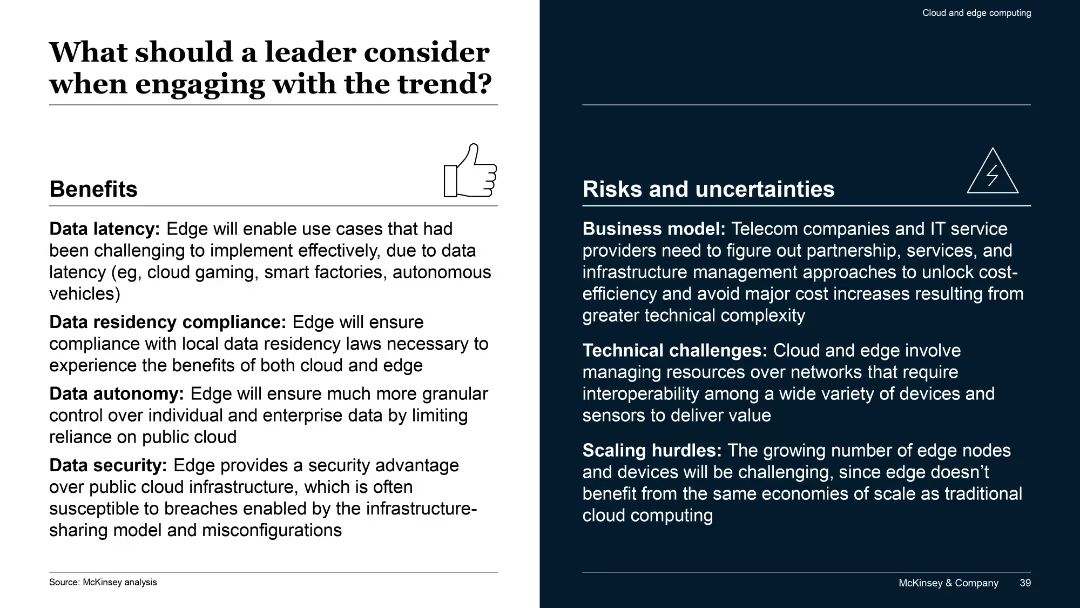 Cloud and edge computing
What should a leader consider
when engaging with the trend?
Benefits
Data latency: Edge will enable use cases that had
been challenging to implement effectively, due to data
latency (eg, cloud gaming, smart factories, autonomous
vehicles)
Data residency compliance: Edge will ensure
compliance with local data residency laws necessary to
experience the benefits of both cloud and edge
Data autonomy: Edge will ensure much more granular
control over individual and enterprise data by limiting
reliance on public cloud
Data security: Edge provides a security advantage
over public cloud infrastructure, which is often
susceptible to breaches enabled by the infrastructure-
sharing model and misconfigurations
Risks and uncertainties
Business model: Telecom companies and IT service
providers need to figure out partnership, services, and
infrastructure management approaches to unlock cost-
efficiency and avoid major cost increases resulting from
greater technical complexity
Technical challenges: Cloud and edge involve
managing resources over networks that require
interoperability among a wide variety of devices and
sensors to deliver value
Scaling hurdles: The growing number of edge nodes
and devices will be challenging, since edge doesn’t
benefit from the same economies of scale as traditional
cloud computing
Source: McKinsey analysis
McKinsey & Company 39